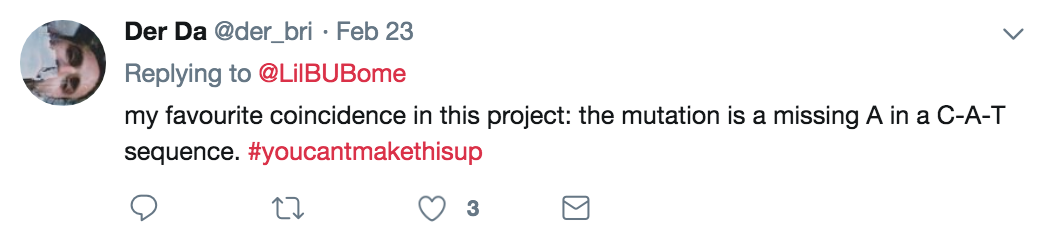 Der Da @der_bri · Feb 23
Replying to @LilBUBome
my favourite coincidence in this project: the mutation is a missing A in a C-A-T
sequence. #youcantmakethisup
3